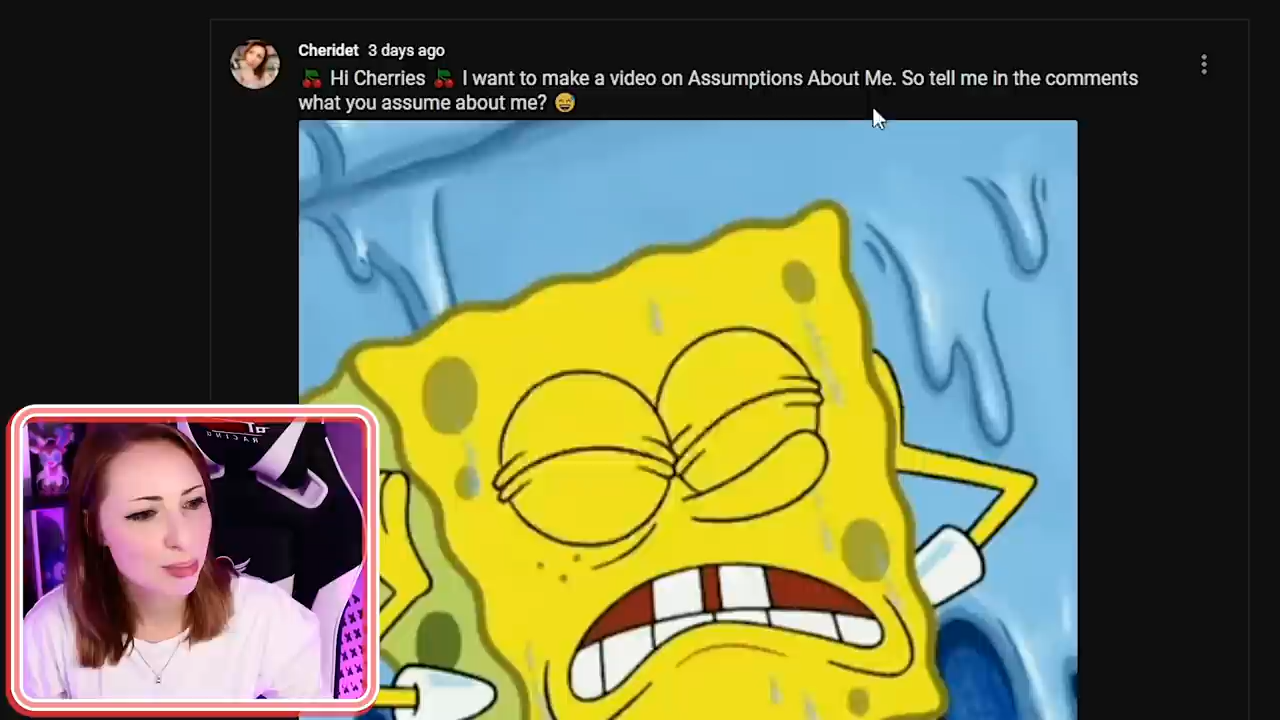 Cheridet 3 days ago
🍒 Hi Cherries 🍒 I want to make a video on Assumptions About Me. So tell me in the comments
what you assume about me? 😅